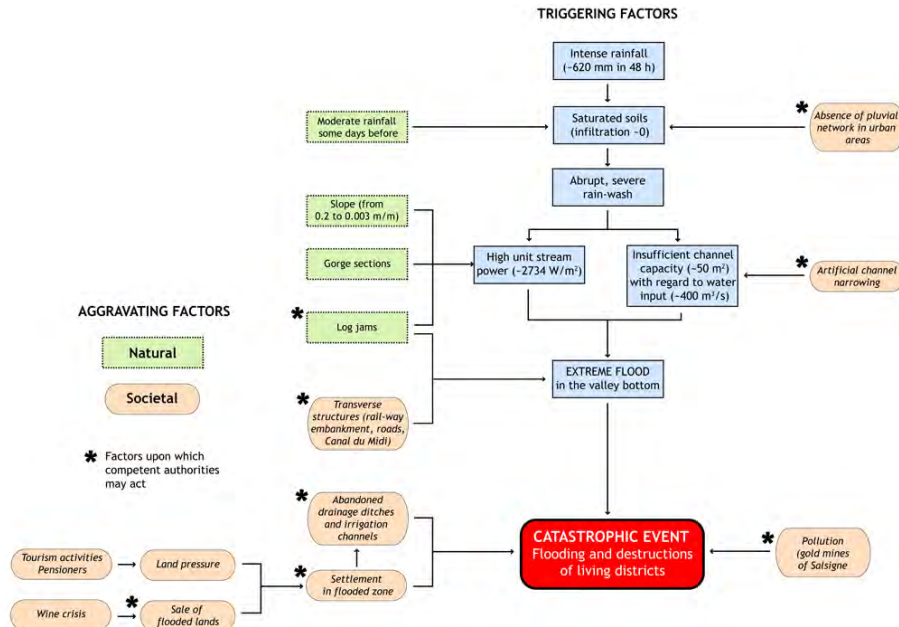 TRIGGERING FACTORS
Intense rainfall
(~620 mm in 48 h)
Moderate rainfall
some days before
Saturated soils
(infiltration ~0)
*
Absence of pluvial
network in urban
areas
Abrupt, severe
rain-wash
Slope (from
0.2 to 0.003 m/m)
Gorge sections
High unit stream
power (~2734 W/m²)
Insufficient channel
capacity (~50 m²)
with regard to water
input (~400 m³/s)
*
Artificial channel
narrowing
AGGRAVATING FACTORS
Natural
Societal
* Factors upon which
competent authorities
may act
*
Log jams
EXTREME FLOOD
in the valley bottom
*
Transverse
structures (rail-way
embankment, roads,
Canal du Midi)
*
Abandoned
drainage ditches
and irrigation
channels
CATASTROPHIC EVENT
Flooding and destructions
of living districts
*
Pollution
(gold mines
of Salsigne
Tourism activities
Pensioners
Land pressure
*
Settlement
in flooded zone
Wine crisis
*
Sale of
flooded lands